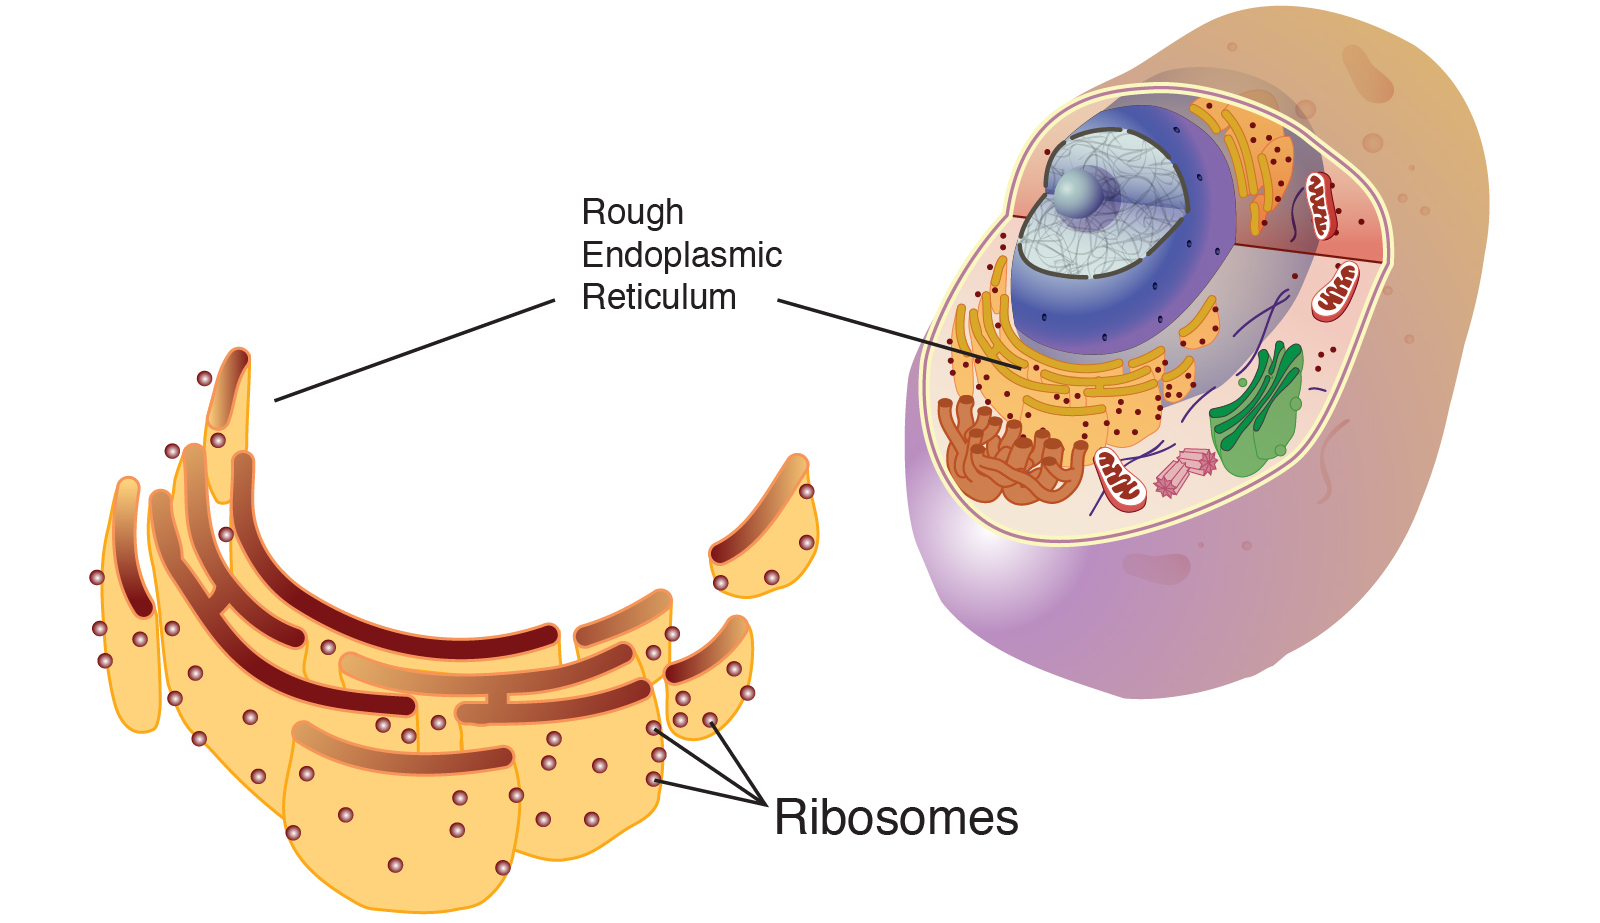 Rough
Endoplasmic
Reticulum
Ribosomes